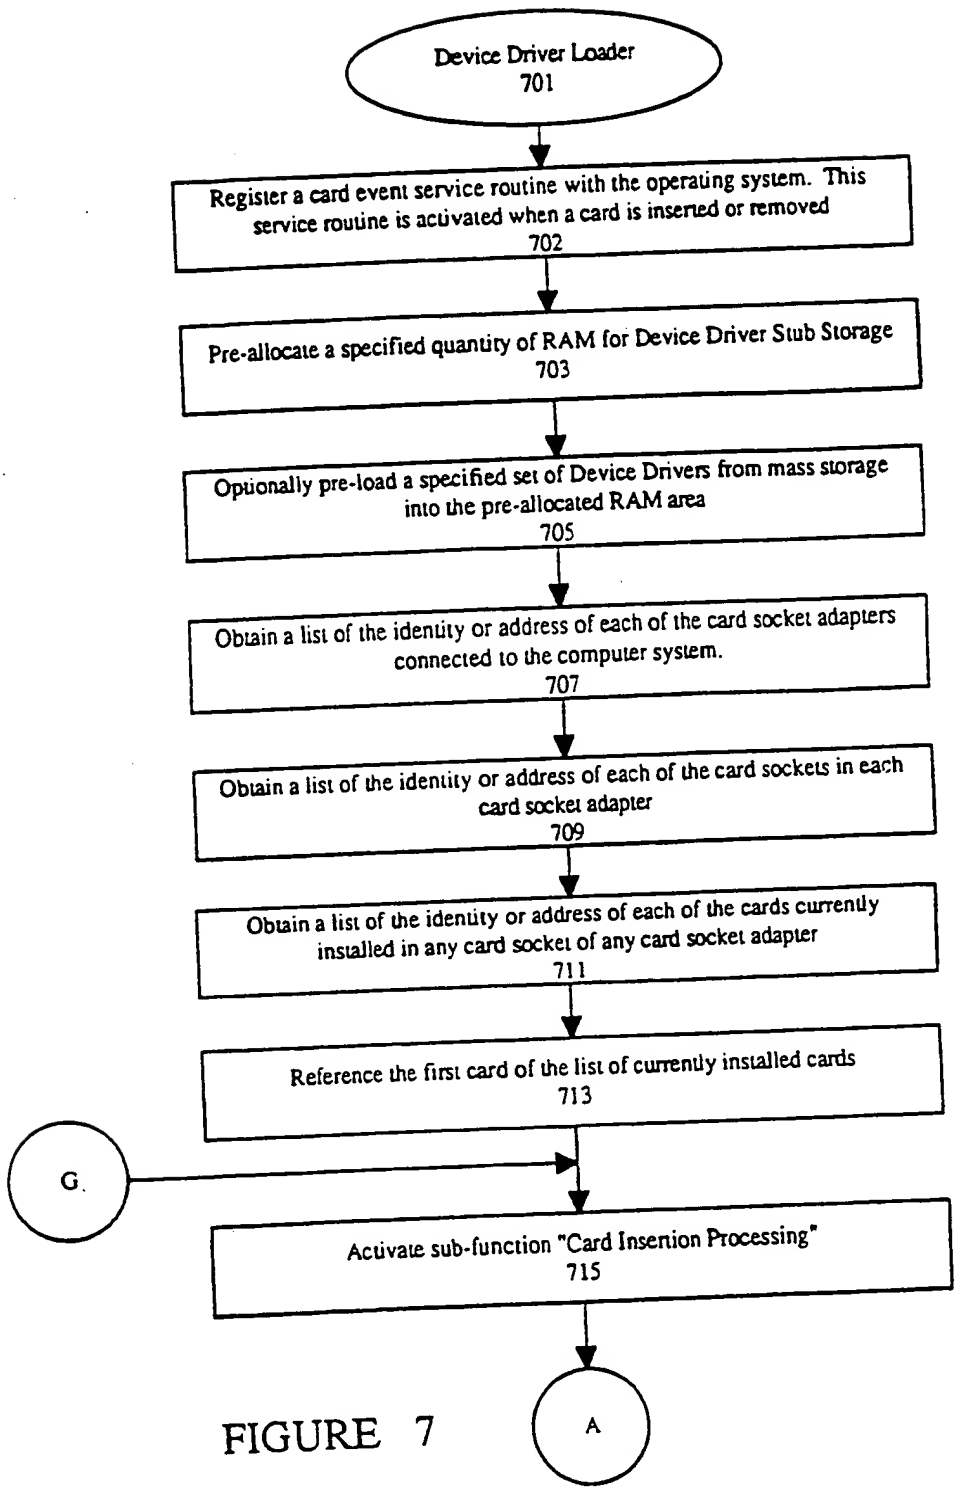 Device Driver Loader
701
Register a card event service routine with the operating system. This
service routine is activated when a card is inserted or removed
702
Pre-allocate a specified quantity of RAM for Device Driver Stub Storage
703
Optionally pre-load a specified set of Device Drivers from mass storage
into the pre-allocated RAM area
705
Obtain a list of the identity or address of each of the card socket adapters
connected to the computer system.
707
Obtain a list of the identity or address of each of the card sockets in each
card socket adapter
709
Obtain a list of the identity or address of each of the cards currently
installed in any card socket of any card socket adapter
711
Reference the first card of the list of currently installed cards
713
G
Activate sub-function "Card Insertion Processing"
715
A
FIGURE 7